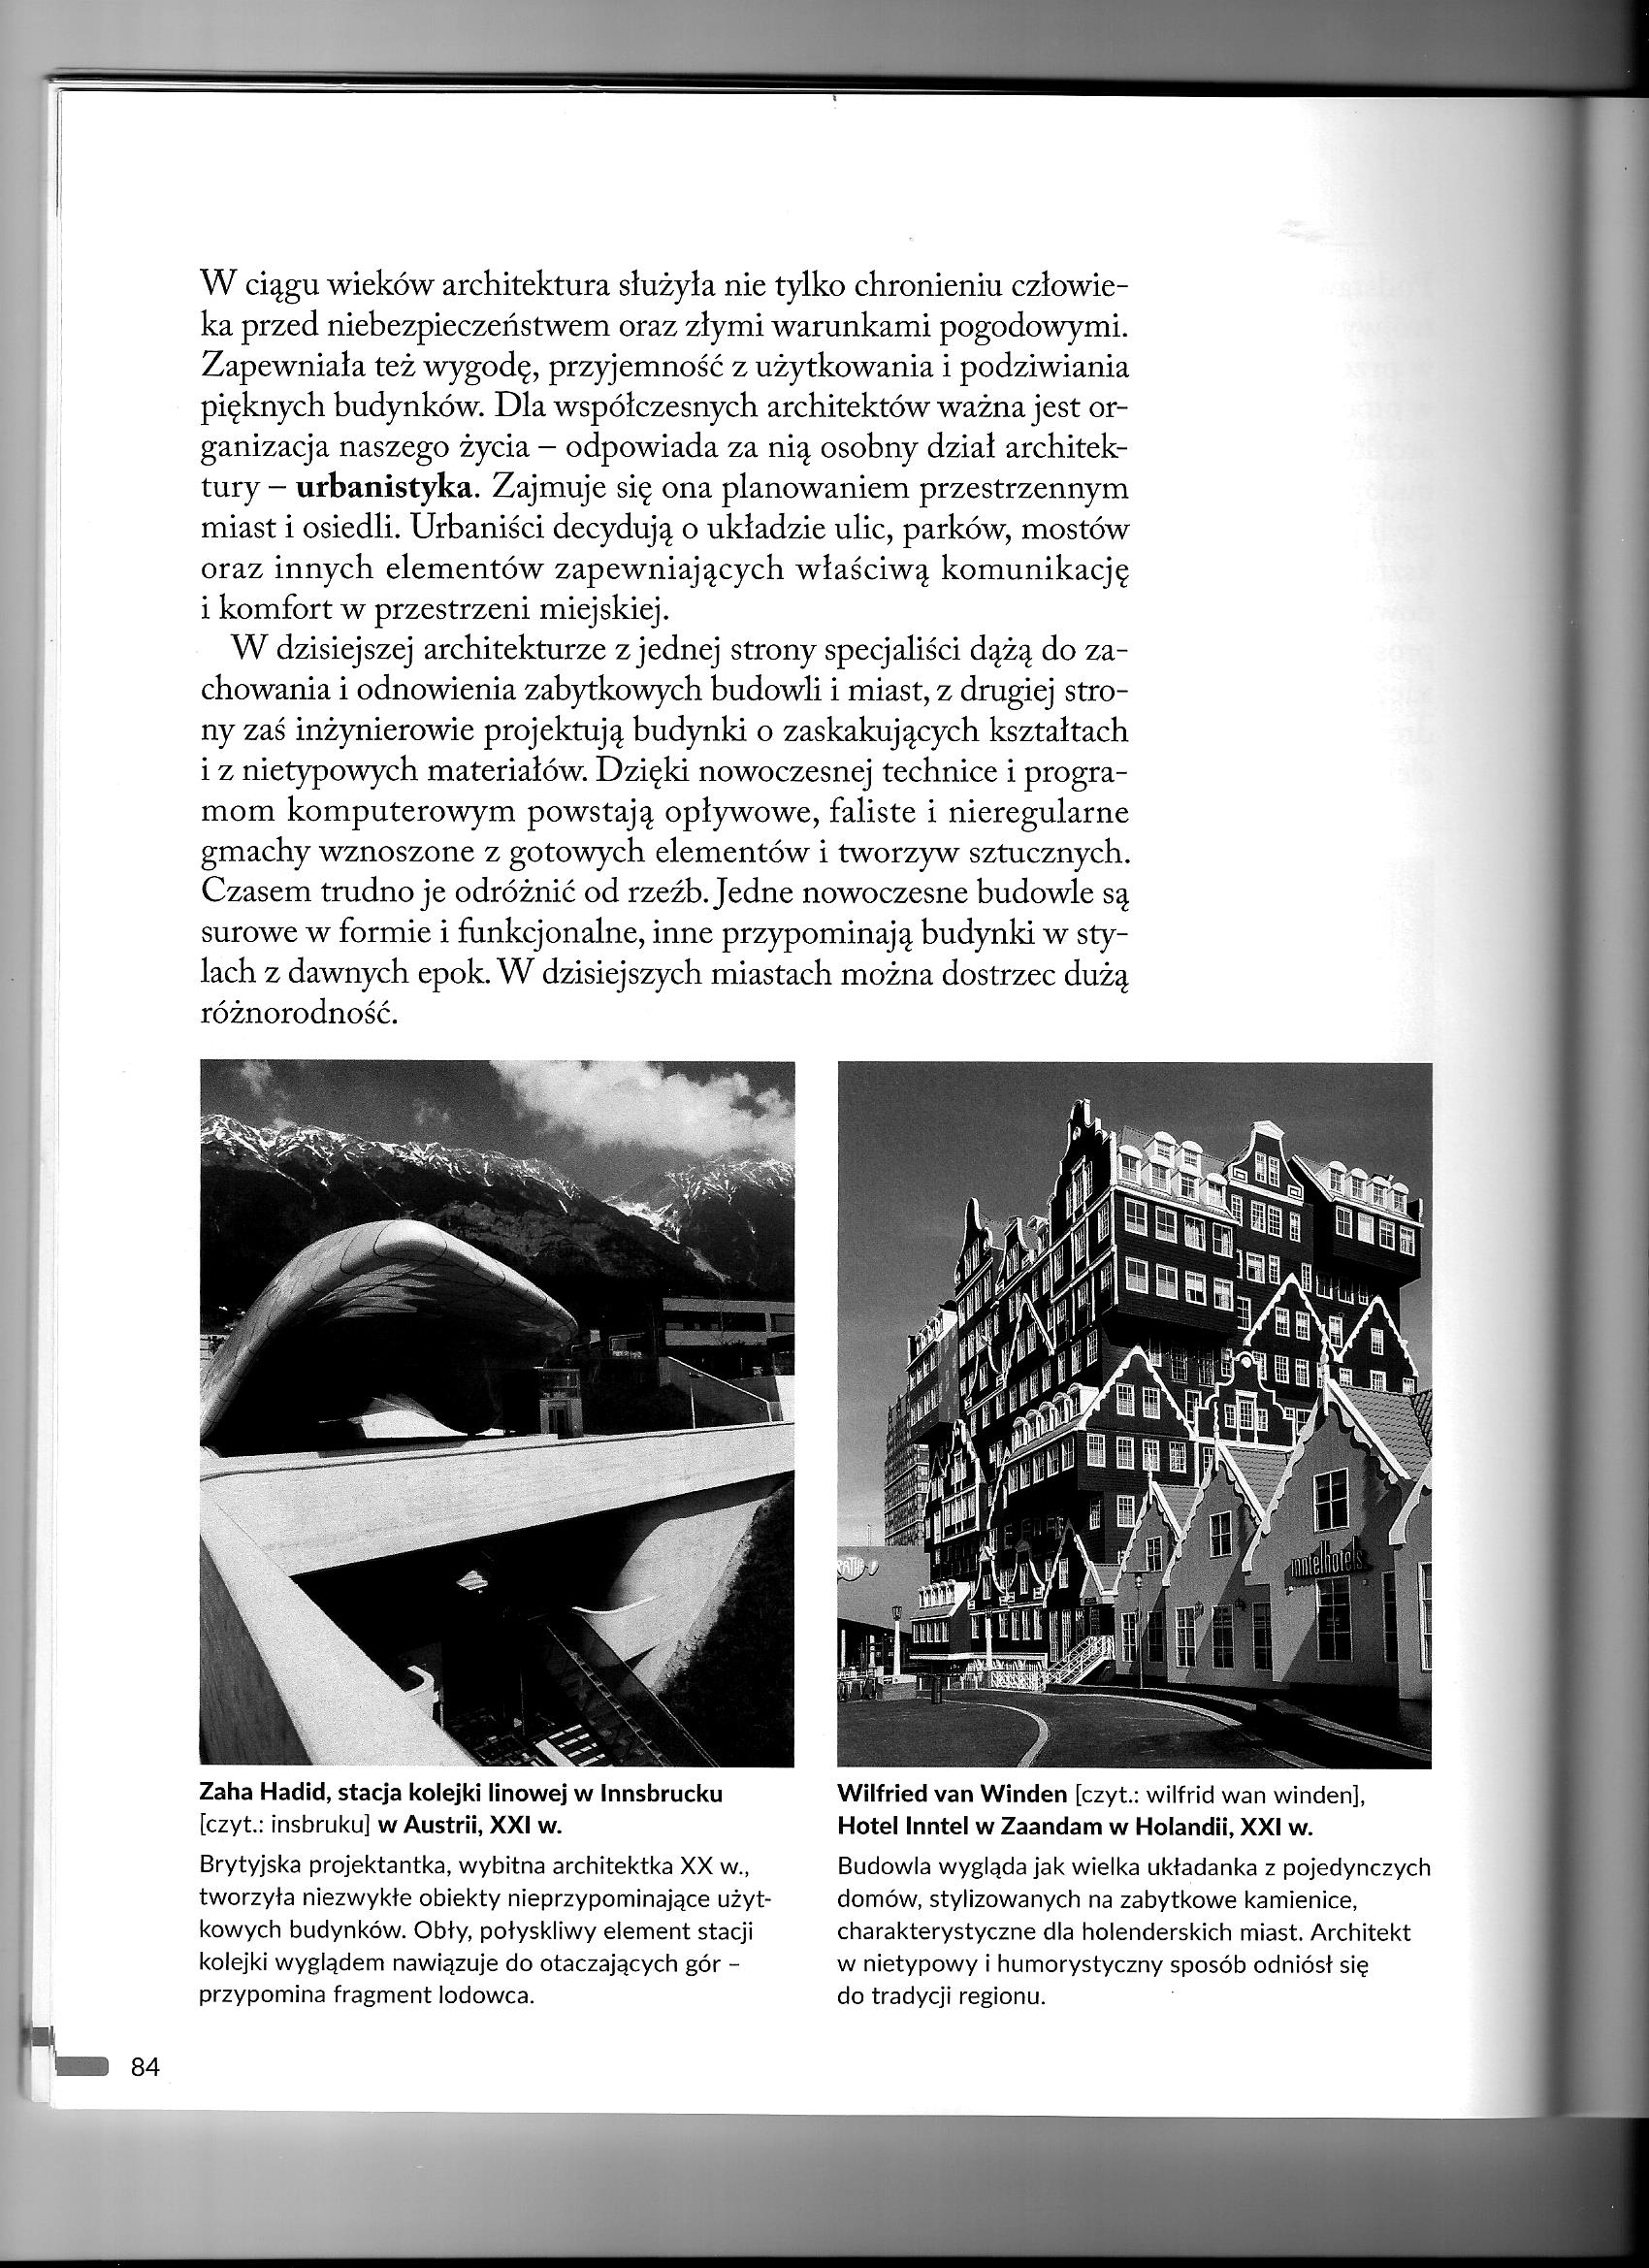 W ciągu wieków architektura służyła nie tylko chronieniu człowie-
ka przed niebezpieczeństwem oraz złymi warunkami pogodowymi.
Zapewniała też wygodę, przyjemność z użytkowania i podziwiania
pięknych budynków. Dla współczesnych architektów ważna jest or-
ganizacja naszego życia – odpowiada za nią osobny dział architek-
tury – urbanistyka. Zajmuje się ona planowaniem przestrzennym
miast i osiedli. Urbaniści decydują o układzie ulic, parków, mostów
oraz innych elementów zapewniających właściwą komunikację
i komfort w przestrzeni miejskiej.
W dzisiejszej architekturze z jednej strony specjaliści dążą do za-
chowania i odnowienia zabytkowych budowli i miast, z drugiej stro-
ny zaś inżynierowie projektują budynki o zaskakujących kształtach
i z nietypowych materiałów. Dzięki nowoczesnej technice i progra-
mom komputerowym powstają opływowe, faliste i nieregularne
gmachy wznoszone z gotowych elementów i tworzyw sztucznych.
Czasem trudno je odróżnić od rzeźb. Jedne nowoczesne budowle są
surowe w formie i funkcjonalne, inne przypominają budynki w sty-
lach z dawnych epok. W dzisiejszych miastach można dostrzec dużą
różnorodność.
inntelhotels
Zaha Hadid, stacja kolejki linowej w Innsbrucku
[czyt.: insbruku] w Austrii, XXI w.
Brytyjska projektantka, wybitna architektka XX w.,
tworzyła niezwykłe obiekty nieprzypominające użyt-
kowych budynków. Obły, połyskliwy element stacji
kolejki wyglądem nawiązuje do otaczających gór –
przypomina fragment lodowca.
Wilfried van Winden [czyt.: wilfrid wan winden],
Hotel Inntel w Zaandam w Holandii, XXI w.
Budowla wygląda jak wielka układanka z pojedynczych
domów, stylizowanych na zabytkowe kamienice,
charakterystyczne dla holenderskich miast. Architekt
w nietypowy i humorystyczny sposób odniósł się
do tradycji regionu.
84